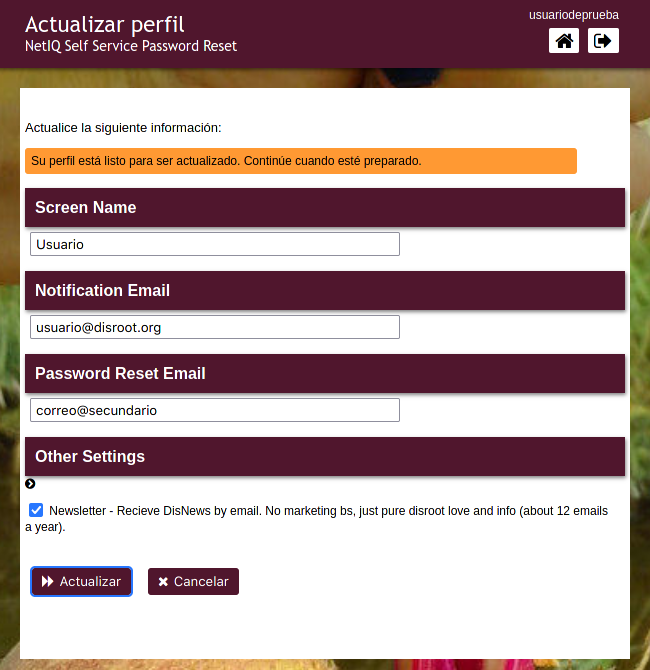 Actualizar perfil
usuariodeprueba
NetIQ Self Service Password Reset
Actualice la siguiente información:
Su perfil está listo para ser actualizado. Continúe cuando esté preparado.
Screen Name
Usuario
Notification Email
usuario@disroot.org
Password Reset Email
correo@secundario
Other Settings
Newsletter - Recieve DisNews by email. No marketing bs, just pure disroot love and info (about 12 emails
a year).
Actualizar Cancelar